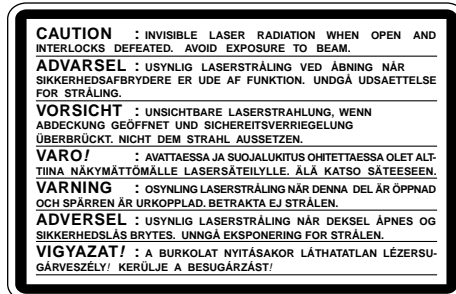 CAUTION : INVISIBLE LASER RADIATION WHEN OPEN AND
INTERLOCKS DEFEATED. AVOID EXPOSURE TO BEAM.
ADVARSEL : USYNLIG LASERSTRÅLING VED ÅBNING NÅR
SIKKERHEDSAFBRYDERE ER UDE AF FUNKTION. UNDGÅ UDSAETTELSE
FOR STRÅLING.
VORSICHT : UNSICHTBARE LASERSTRAHLUNG, WENN
ABDECKUNG GEÖFFNET UND SICHEREITSVERRIEGELUNG
ÜBERBRÜCKT. NICHT DEM STRAHL AUSSETZEN.
VARO! : AVATTAESSA JA SUOJALUKITUS OHITETTAESSA OLET ALT-
TIINA NÄKYMÄTTÖMÄLLE LASERSÄTEILYLLE. ÄLÄ KATSO SÄTEESEEN.
VARNING : OSYNLING LASERSTRÅLING NÄR DENNA DEL ÄR ÖPPNAD
OCH SPÄRREN ÄR URKOPPLAD. BETRAKTA EJ STRÅLEN.
ADVERSEL : USYNLIG LASERSTRÅLING NÅR DEKSEL ÅPNES OG
SIKKERHEDSLÅS BRYTES. UNNGÅ EKSPONERING FOR STRÅLEN.
VIGYAZAT! : A BURKOLAT NYITÁSAKOR LÁTHATATLAN LÉZERSU-
GÁRVESZÉLY! KERÜLJE A BESUGÁRZÁST!